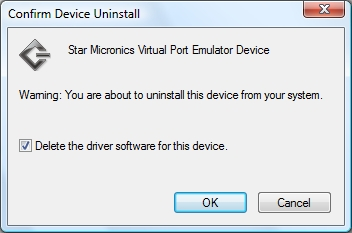 Confirm Device Uninstall
Star Micronics Virtual Port Emulator Device
Warning: You are about to uninstall this device from your system.
Delete the driver software for this device.
OK Cancel